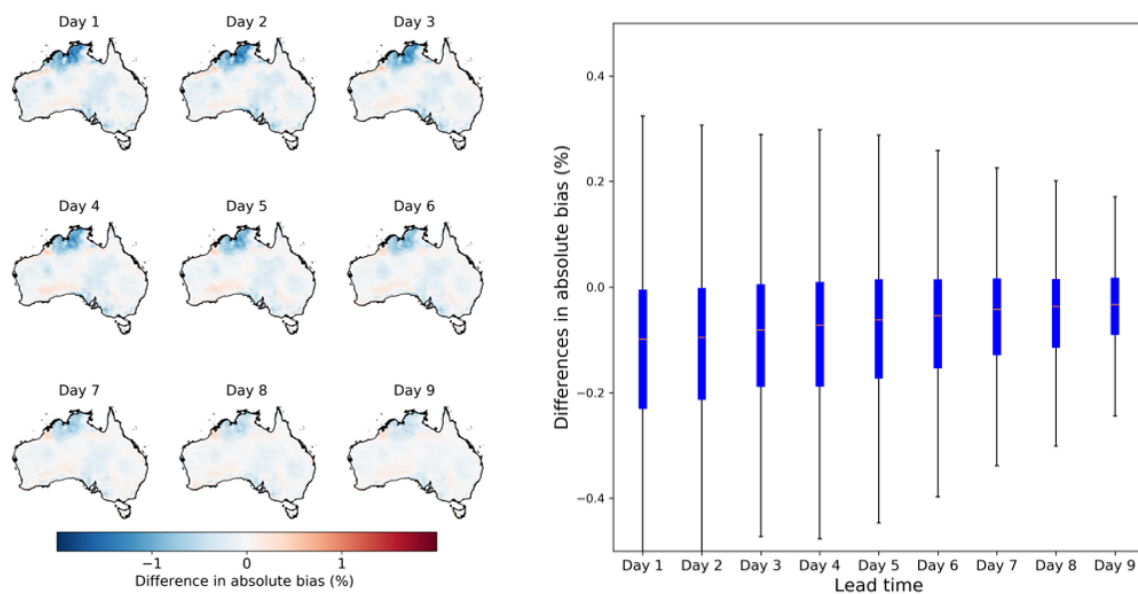 Day 1
Day 2
Day 3
Day 4
Day 5
Day 6
Day 7
Day 8
Day 9
−1
0
1
Difference in absolute bias (%)
Differences in absolute bias (%)
0.4
0.2
0.0
−0.2
−0.4
Day 1 Day 2 Day 3 Day 4 Day 5 Day 6 Day 7 Day 8 Day 9
Lead time